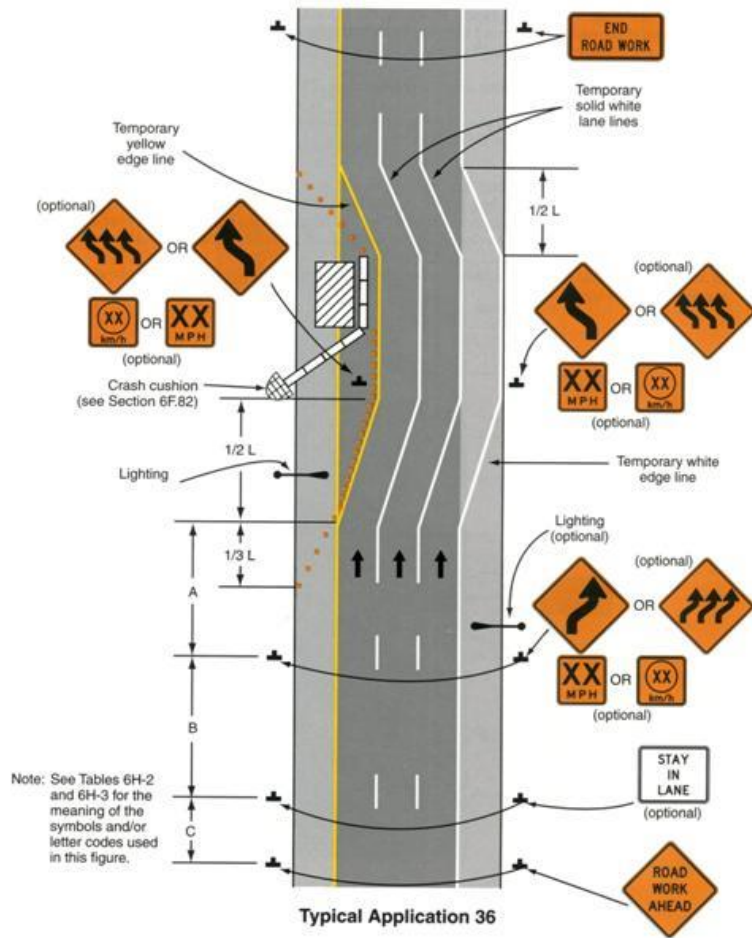 END
ROAD WORK
Temporary
solid white
lane lines
Temporary
yellow
edge line
(optional)
OR
1/2 L
XX
km/h
OR
XX
MPH
(optional)
(optional)
OR
XX
MPH
OR
XX
km/h
(optional)
Crash cushion
(see Section 6F.82)
1/2 L
Lighting
Temporary white
edge line
Lighting
(optional)
1/3 L
A
(optional)
OR
XX
MPH
OR
XX
km/h
(optional)
B
STAY
IN
LANE
(optional)
Note: See Tables 6H-2
and 6H-3 for the
meaning of the
symbols and/or
letter codes used
in this figure.
C
ROAD
WORK
AHEAD
Typical Application 36